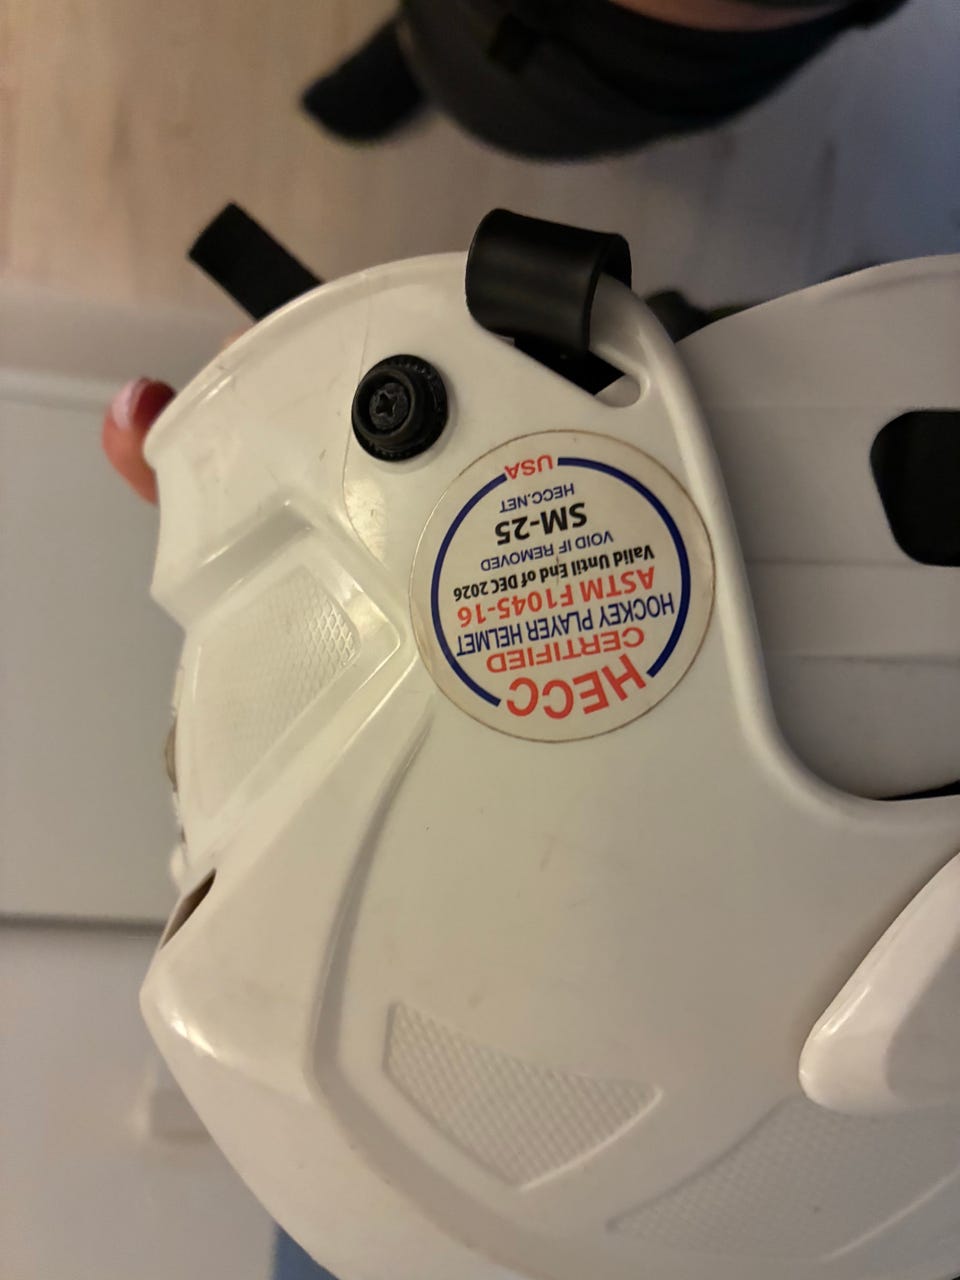 HECC
CERTIFIED
HOCKEY PLAYER HELMET
ASTM F1045-16
Valid Until End of DEC 2026
VOID IF REMOVED
SM-25
HECC.NET
USA